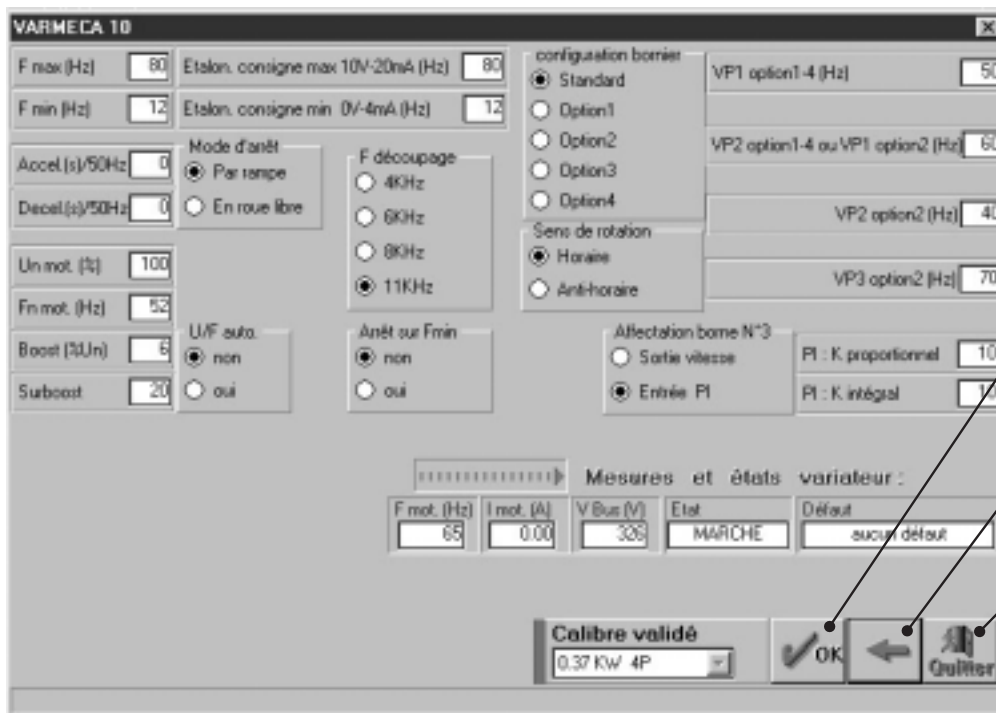 VARMECA 10
F max (Hz) 80 Etalon. consigne max 10V-20mA (Hz) 80
F min (Hz) 12 Etalon. consigne min 0V-4mA (Hz) 12
configuration bornier
Standard
Option1
Option2
Option3
Option4
VP1 option1-4 (Hz) 50
VP2 option1-4 ou VP1 option2 (Hz) 60
VP2 option2 (Hz) 40
VP3 option2 (Hz) 70
Accel.(s)/50Hz 0
Decel.(s)/50Hz 0
Mode d'arrêt
Par rampe
En roue libre
F découpage
4KHz
6KHz
8KHz
11KHz
Sens de rotation
Horaire
Anti-horaire
Un mot. (%) 100
Fn mot. (Hz) 52
Boost (%Un) 6
Surboost 20
U/F auto.
non
oui
Arrêt sur Fmin
non
oui
Affectation borne N°3
Sortie vitesse
Entrée PI
PI : K proportionnel 10
PI : K intégral 10
Mesures et états variateur :
F mot. (Hz) I mot. (A) V Bus (V) Etat Défaut
65 0.00 326 MARCHE aucun défaut
Calibre validé
0.37 KW 4P
OK
Quitter